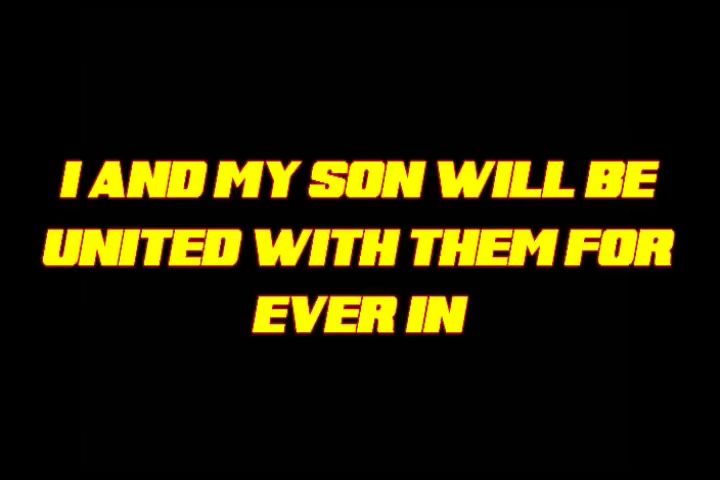 I AND MY SON WILL BE
UNITED WITH THEM FOR
EVER IN